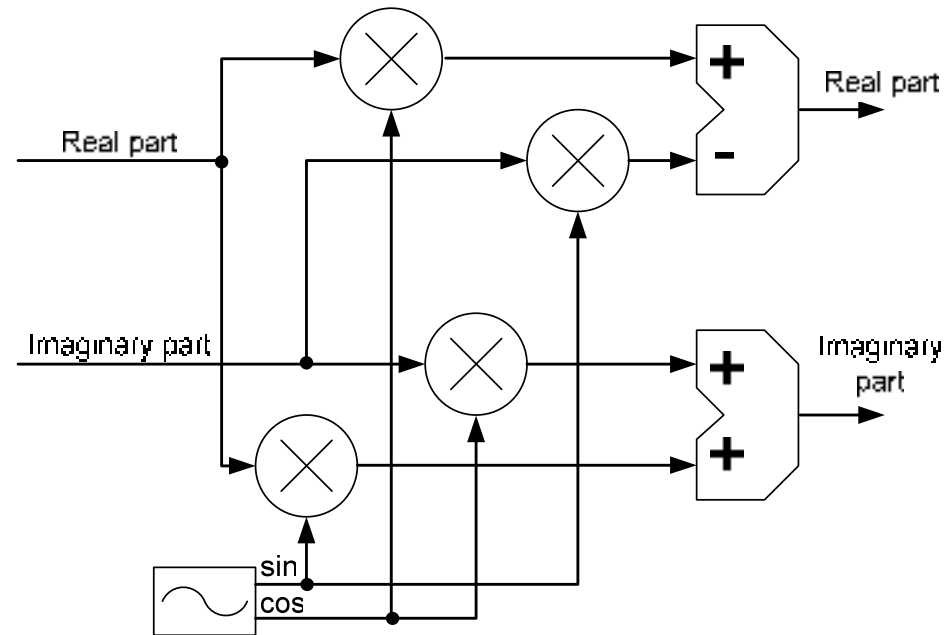 +
Real part
-
Real part
Imaginary part
+
Imaginary
part
+
sin
cos